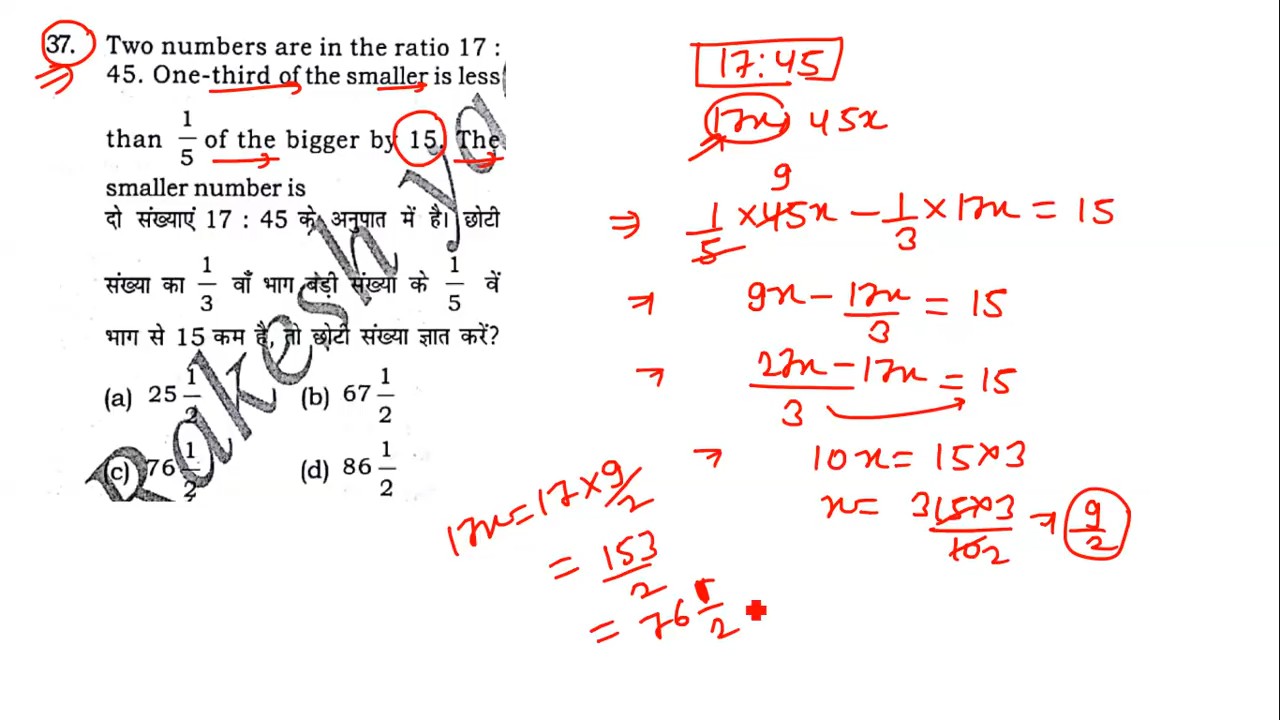 37. Two numbers are in the ratio 17 :
45. One-third of the smaller is less
than 1/5 of the bigger by 15. The
smaller number is
दो संख्याएं 17 : 45 के अनुपात में है। छोटी
संख्या का 1/3 वाँ भाग बड़ी संख्या के 1/5 वें
भाग से 15 कम है, तो छोटी संख्या ज्ञात करें?
(a) 25 1/2 (b) 67 1/2
(c) 76 1/2 (d) 86 1/2
Rakesh ya
17:45
17x, 45x
⇒ 1/5 × 45x − 1/3 × 17x = 15
9
→ 9x − 17x/3 = 15
→ 27x − 17x/3 = 15
→ 10x = 15×3
x = 3 15×3/10 2 → 9/2
17x = 17 × 9/2
= 153/2
= 76 1/2